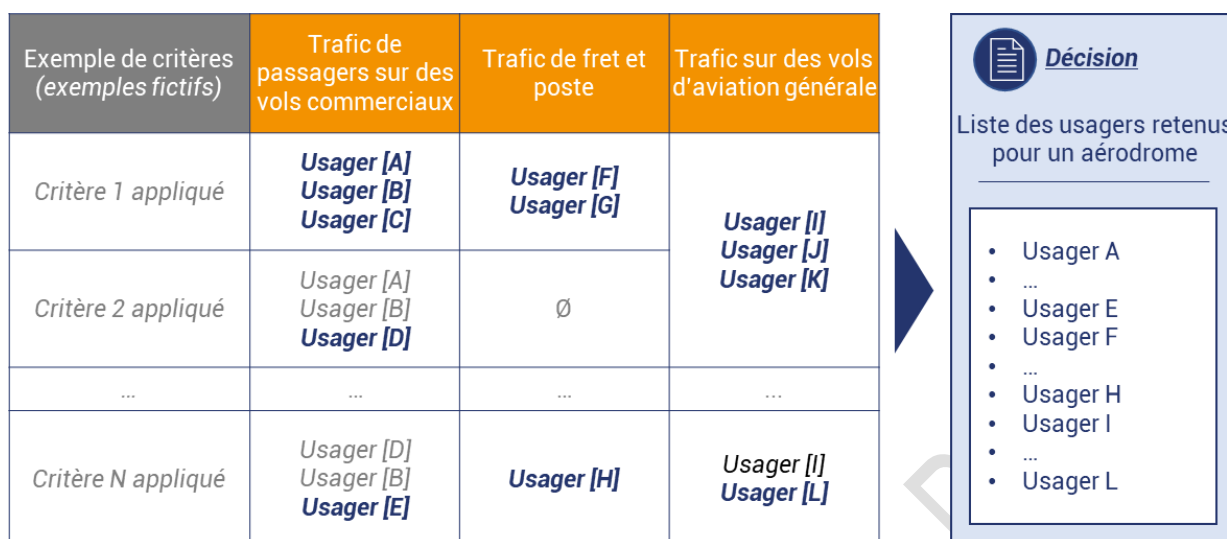 Exemple de critères
(exemples fictifs)
Trafic de
passagers sur des
vols commerciaux
Trafic de fret et
poste
Trafic sur des vols
d'aviation générale
Critère 1 appliqué
Usager [A]
Usager [B]
Usager [C]
Usager [F]
Usager [G]
Usager [I]
Usager [J]
Usager [K]
Critère 2 appliqué
Usager [A]
Usager [B]
Usager [D]
Ø
...
...
...
...
Critère N appliqué
Usager [D]
Usager [B]
Usager [E]
Usager [H]
Usager [I]
Usager [L]
Décision
Liste des usagers retenus
pour un aérodrome
• Usager A
• ...
• Usager E
• Usager F
• ...
• Usager H
• Usager I
• ...
• Usager L